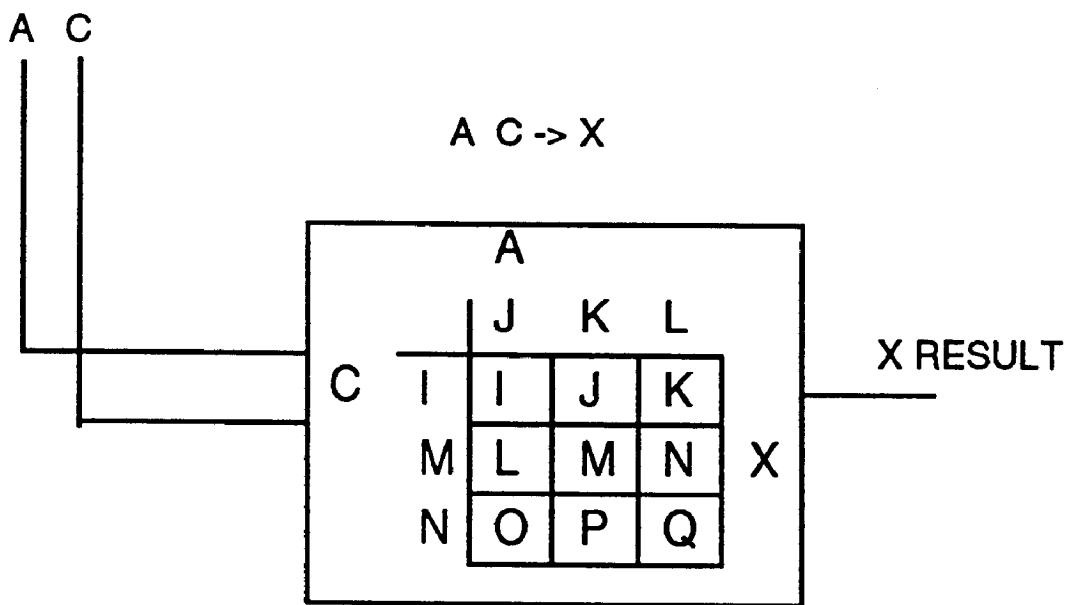 A C
A C -> X
A
J K L
X RESULT
C I I J K
M L M N X
N O P Q